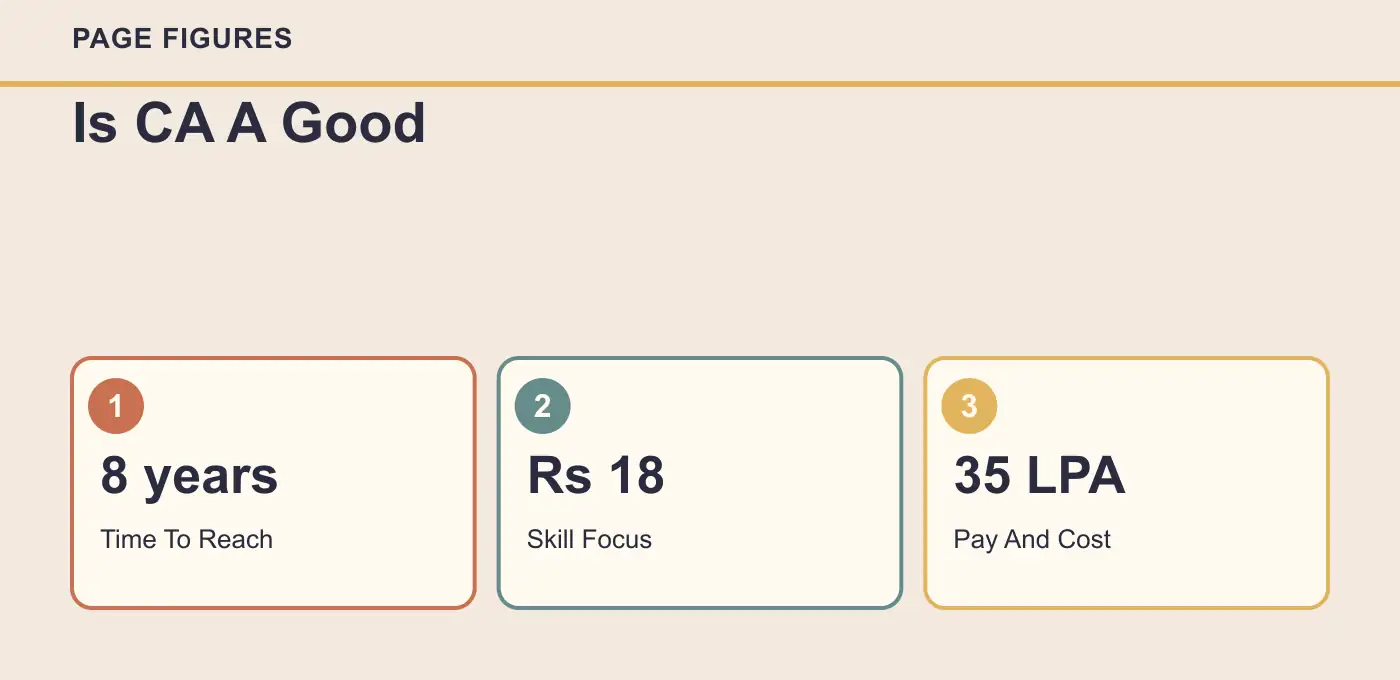 PAGE FIGURES
Is CA A Good
1
8 years
Time To Reach
2
Rs 18
Skill Focus
3
35 LPA
Pay And Cost